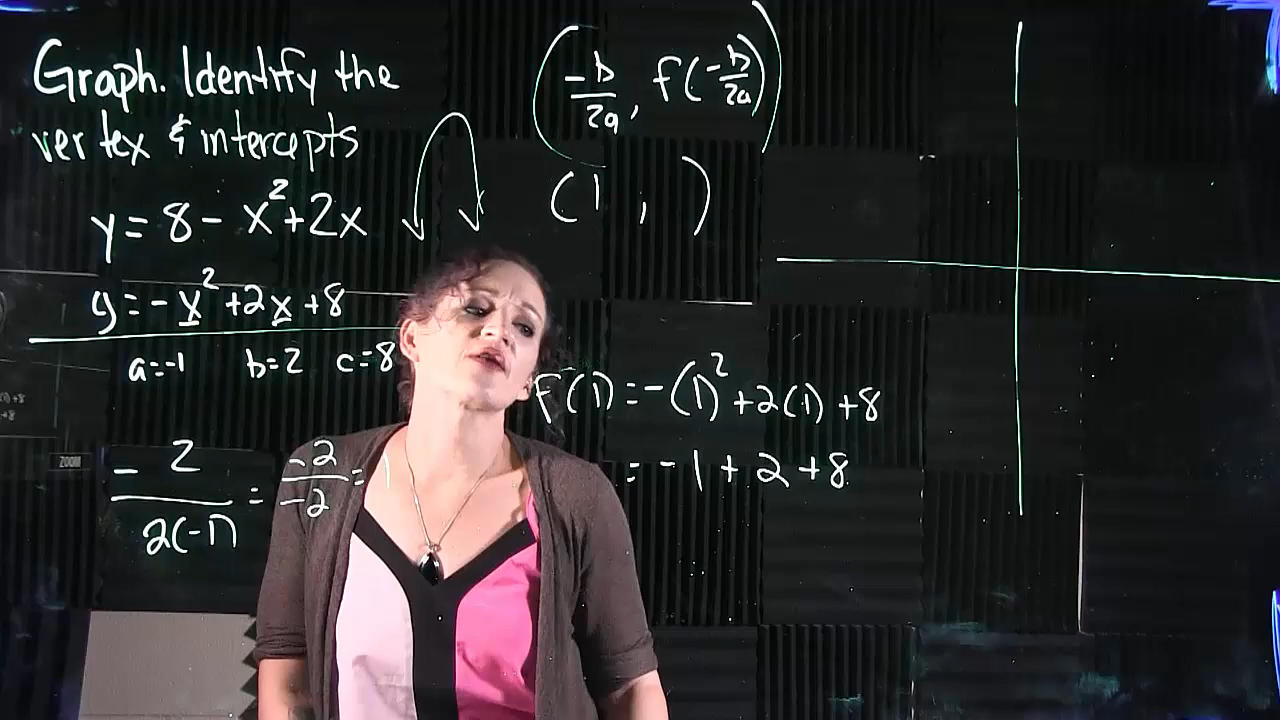 Graph. Identify the
vertex & intercepts
y = 8 - x² + 2x
y = -x² + 2x + 8
a=-1 b=2 c=8
- 2 / 2(-1) = -2 / -2 = 1
(-b/2a, f(-b/2a))
(1, )
f(1) = -(1)² + 2(1) + 8
= -1 + 2 + 8
ZOOM